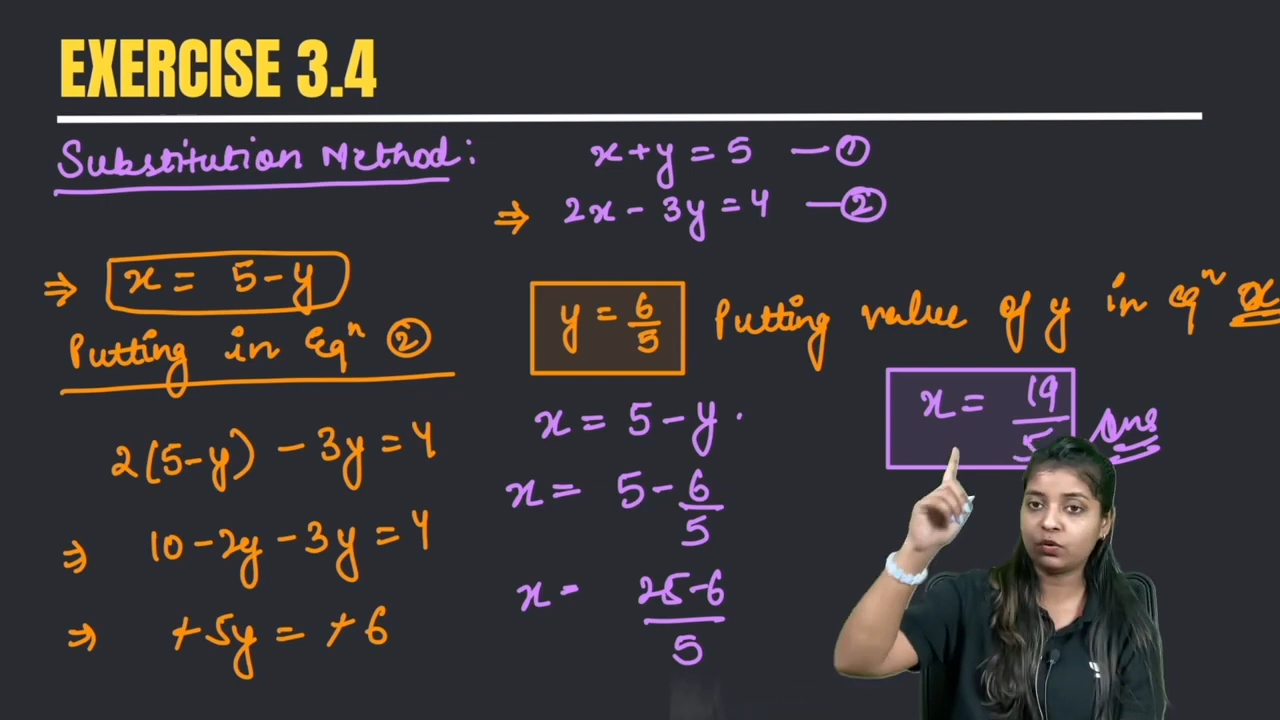 EXERCISE 3.4
Substitution Method:
x + y = 5 — ①
⇒ 2x - 3y = 4 — ②
⇒ x = 5 - y
Putting in Eqⁿ ②
2(5-y) - 3y = 4
⇒ 10 - 2y - 3y = 4
⇒ +5y = +6
y = 6/5 Putting value of y in eqⁿ x
x = 5 - y .
x = 5 - 6/5
x = 25-6/5
x = 19/5 Ans